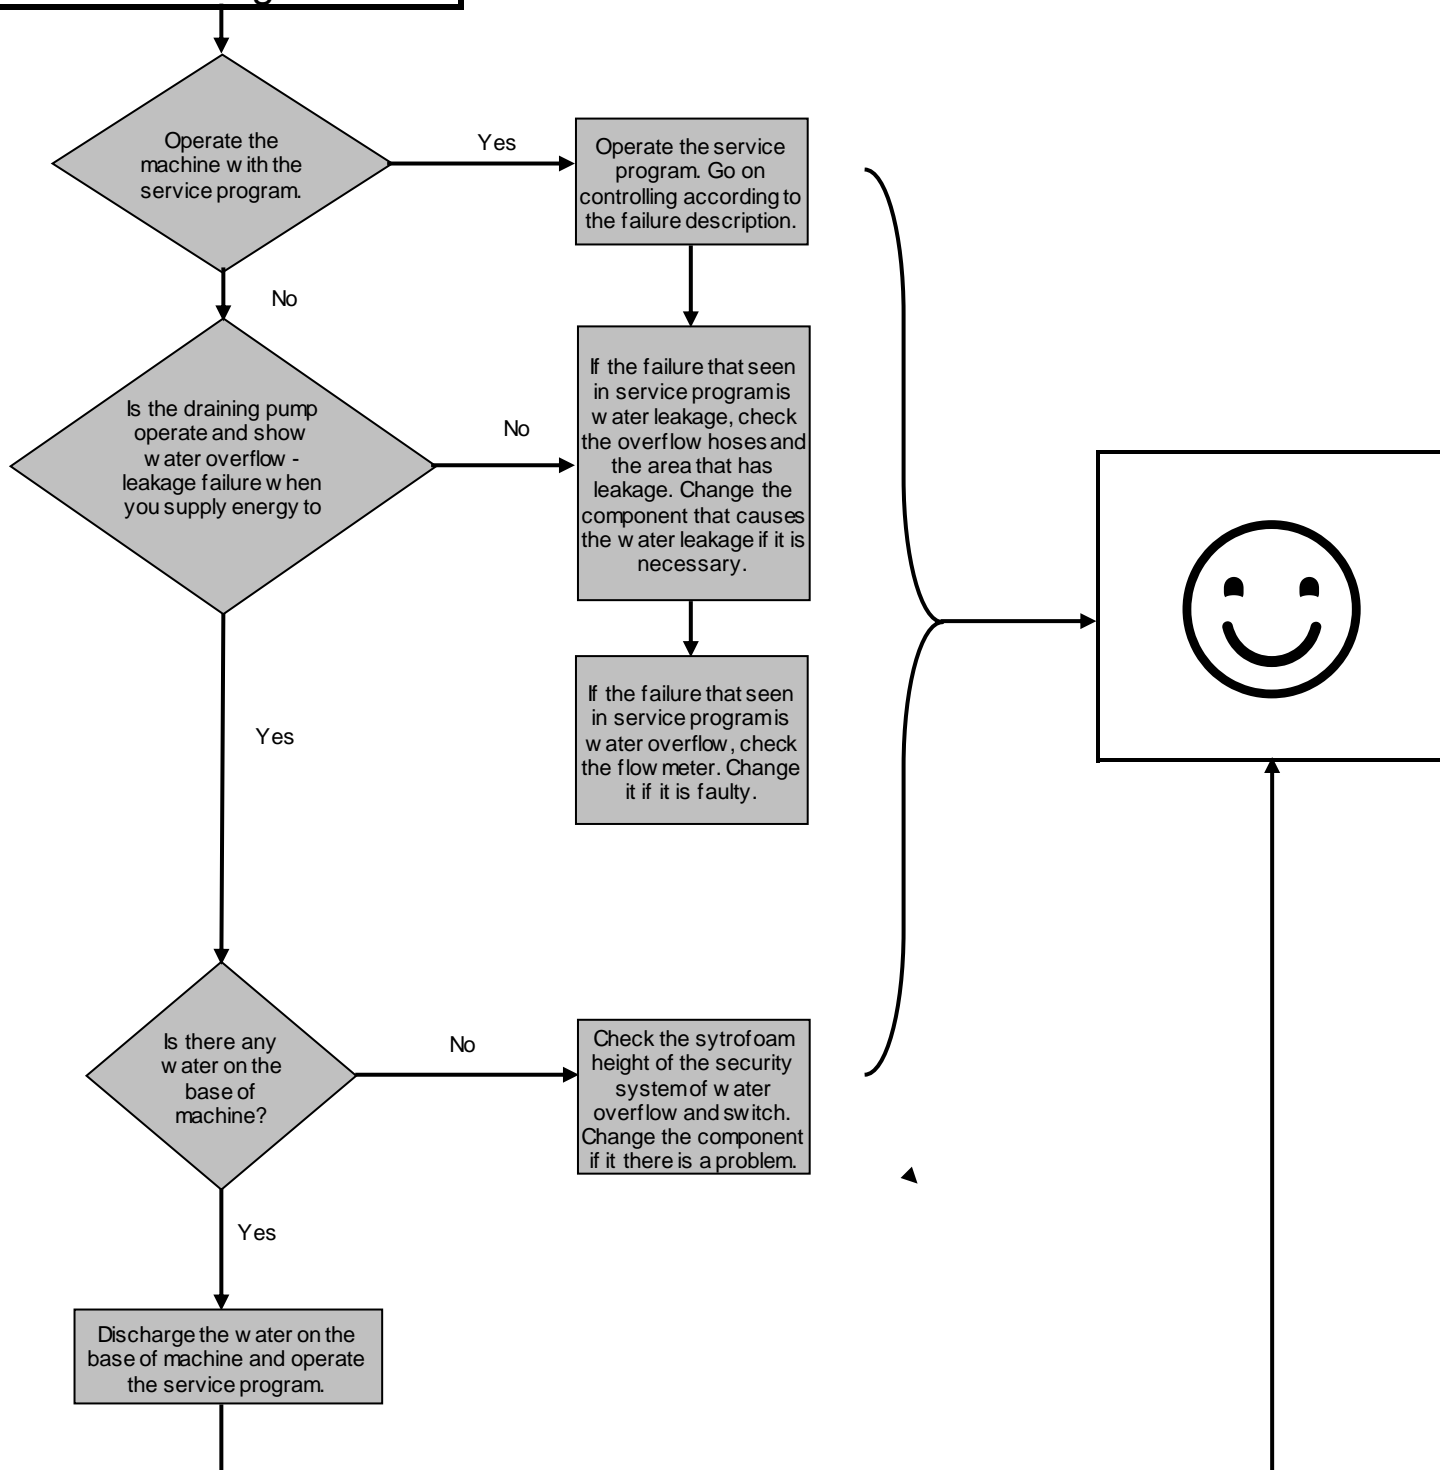 Operate the
machine with the
service program.
Yes
Operate the service
program. Go on
controlling according to
the failure description.
No
Is the draining pump
operate and show
water overflow -
leakage failure when
you supply energy to
No
If the failure that seen
in service program is
water leakage, check
the overflow hoses and
the area that has
leakage. Change the
component that causes
the water leakage if it is
necessary.
Yes
If the failure that seen
in service program is
water overflow, check
the flow meter. Change
it if it is faulty.
Is there any
water on the
base of
machine?
No
Check the sytrofoam
height of the security
system of water
overflow and switch.
Change the component
if it there is a problem.
Yes
Discharge the water on the
base of machine and operate
the service program.